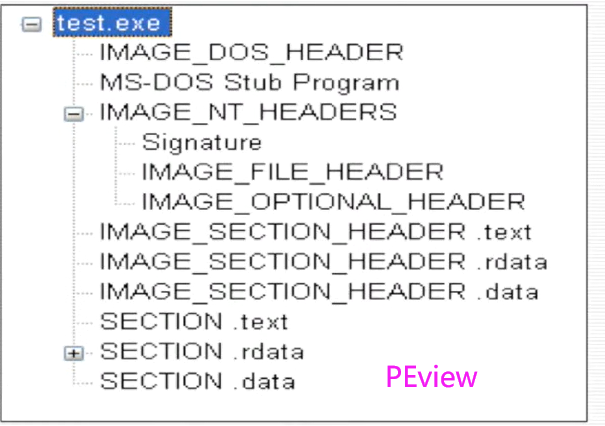 test.exe
IMAGE_DOS_HEADER
MS-DOS Stub Program
IMAGE_NT_HEADERS
Signature
IMAGE_FILE_HEADER
IMAGE_OPTIONAL_HEADER
IMAGE_SECTION_HEADER .text
IMAGE_SECTION_HEADER .rdata
IMAGE_SECTION_HEADER .data
SECTION .text
SECTION .rdata
SECTION .data
PEview